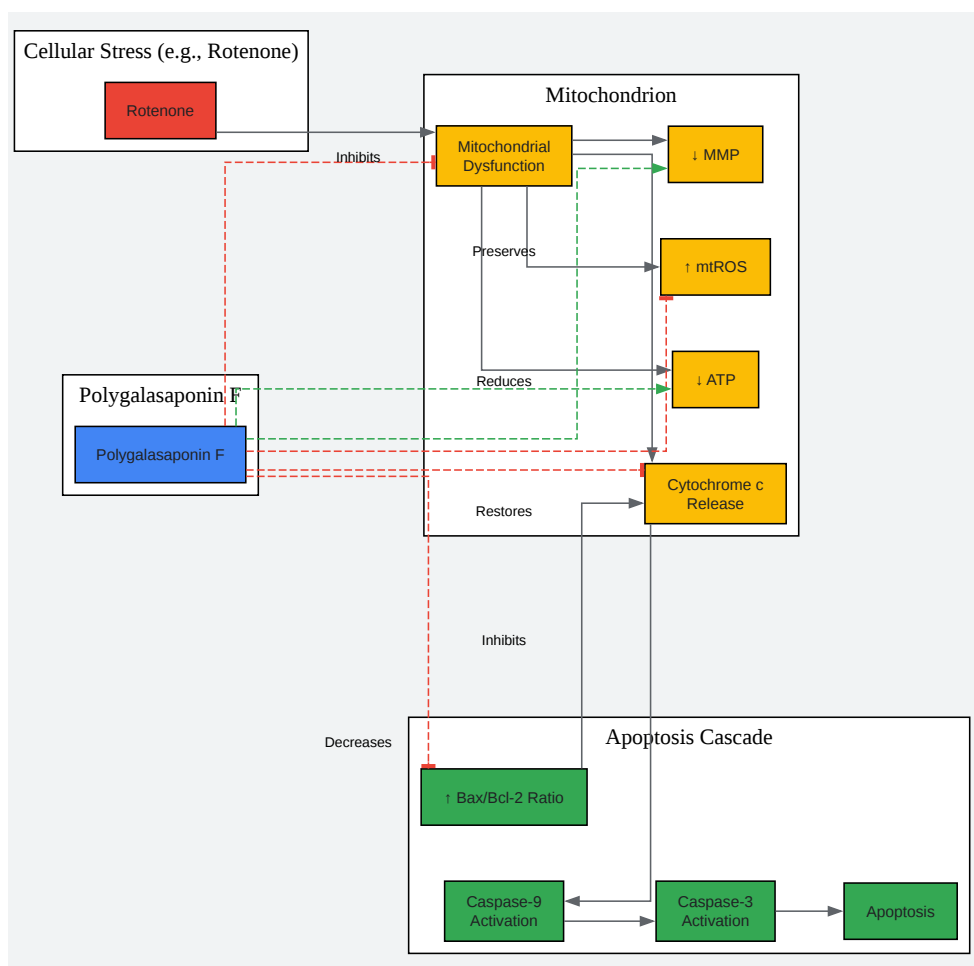 Cellular Stress (e.g., Rotenone)
Rotenone
Mitochondrion
Mitochondrial
Dysfunction
↓ MMP
Inhibits
Preserves
↑ mtROS
↓ ATP
Reduces
Polygalasaponin F
Polygalasaponin F
Cytochrome c
Release
Restores
Inhibits
Decreases
Apoptosis Cascade
↑ Bax/Bcl-2 Ratio
Caspase-9
Activation
Caspase-3
Activation
Apoptosis